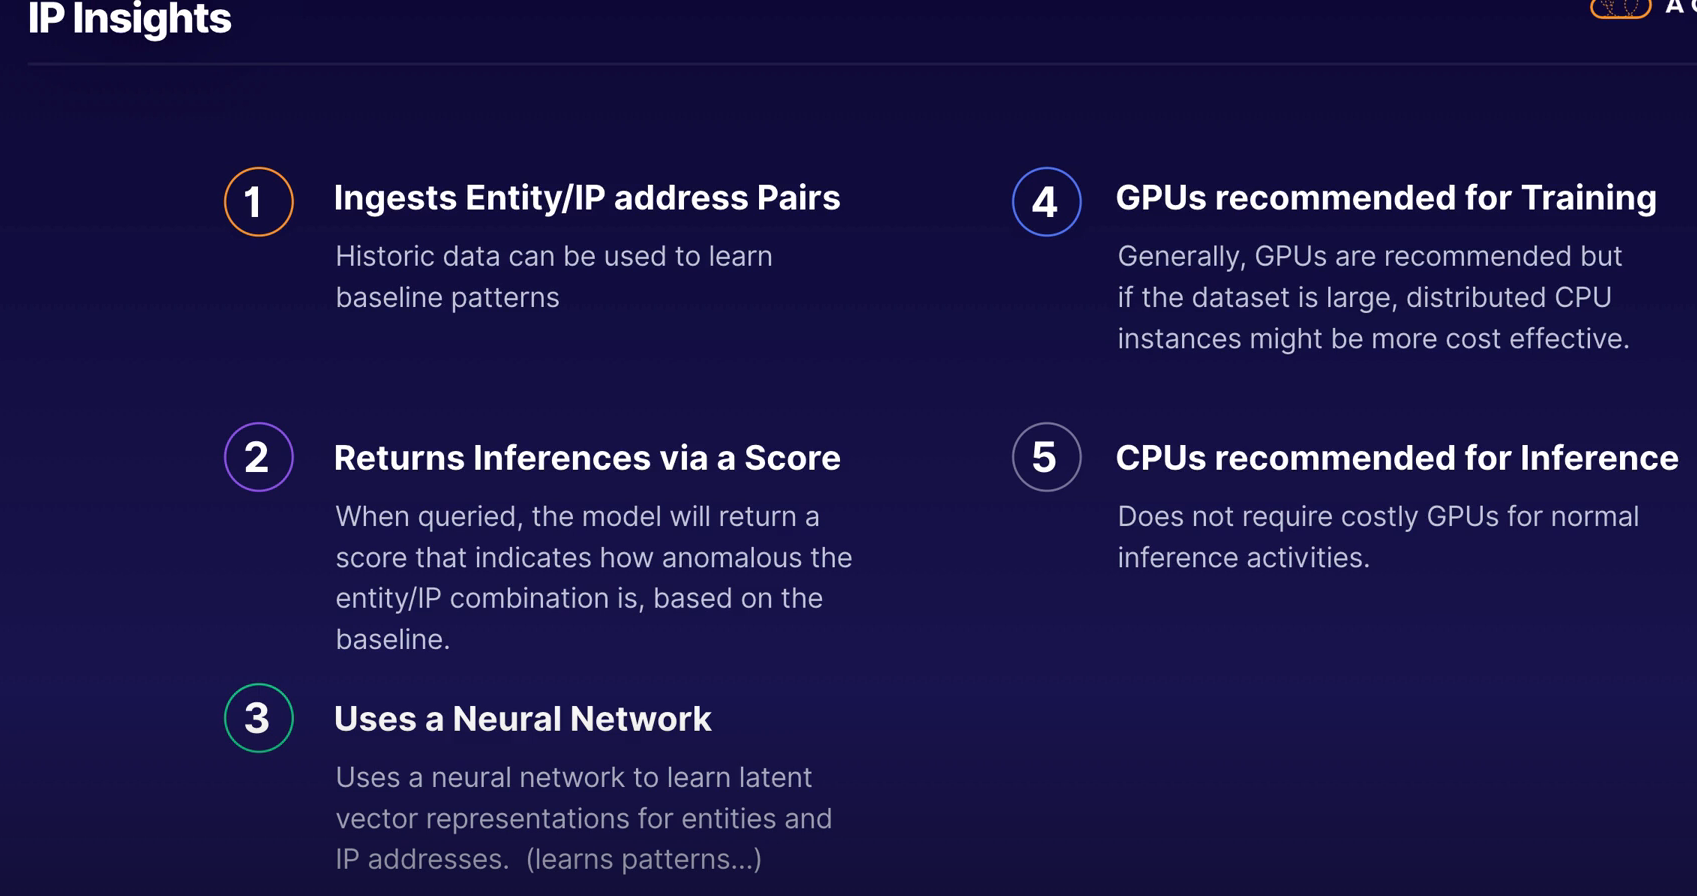 IP Insights
1
Ingests Entity/IP address Pairs
Historic data can be used to learn
baseline patterns
2
Returns Inferences via a Score
When queried, the model will return a
score that indicates how anomalous the
entity/IP combination is, based on the
baseline.
3
Uses a Neural Network
Uses a neural network to learn latent
vector representations for entities and
IP addresses.  (learns patterns...)
4
GPUs recommended for Training
Generally, GPUs are recommended but
if the dataset is large, distributed CPU
instances might be more cost effective.
5
CPUs recommended for Inference
Does not require costly GPUs for normal
inference activities.